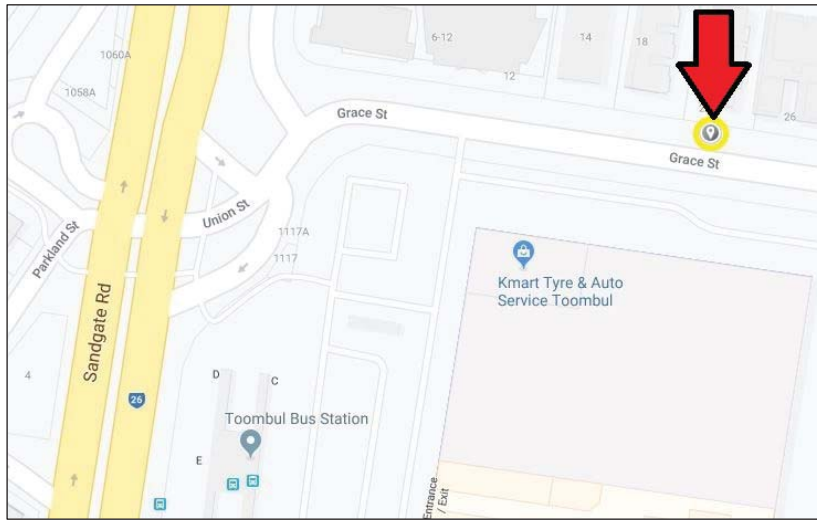 1060A
6-12
14
18
1058A
12
26
Grace St
Grace St
Union St
1117A
Parkland St
1117
Kmart Tyre & Auto
Service Toombul
Sandgate Rd
4
D
C
26
Toombul Bus Station
E
Entrance
/ Exit